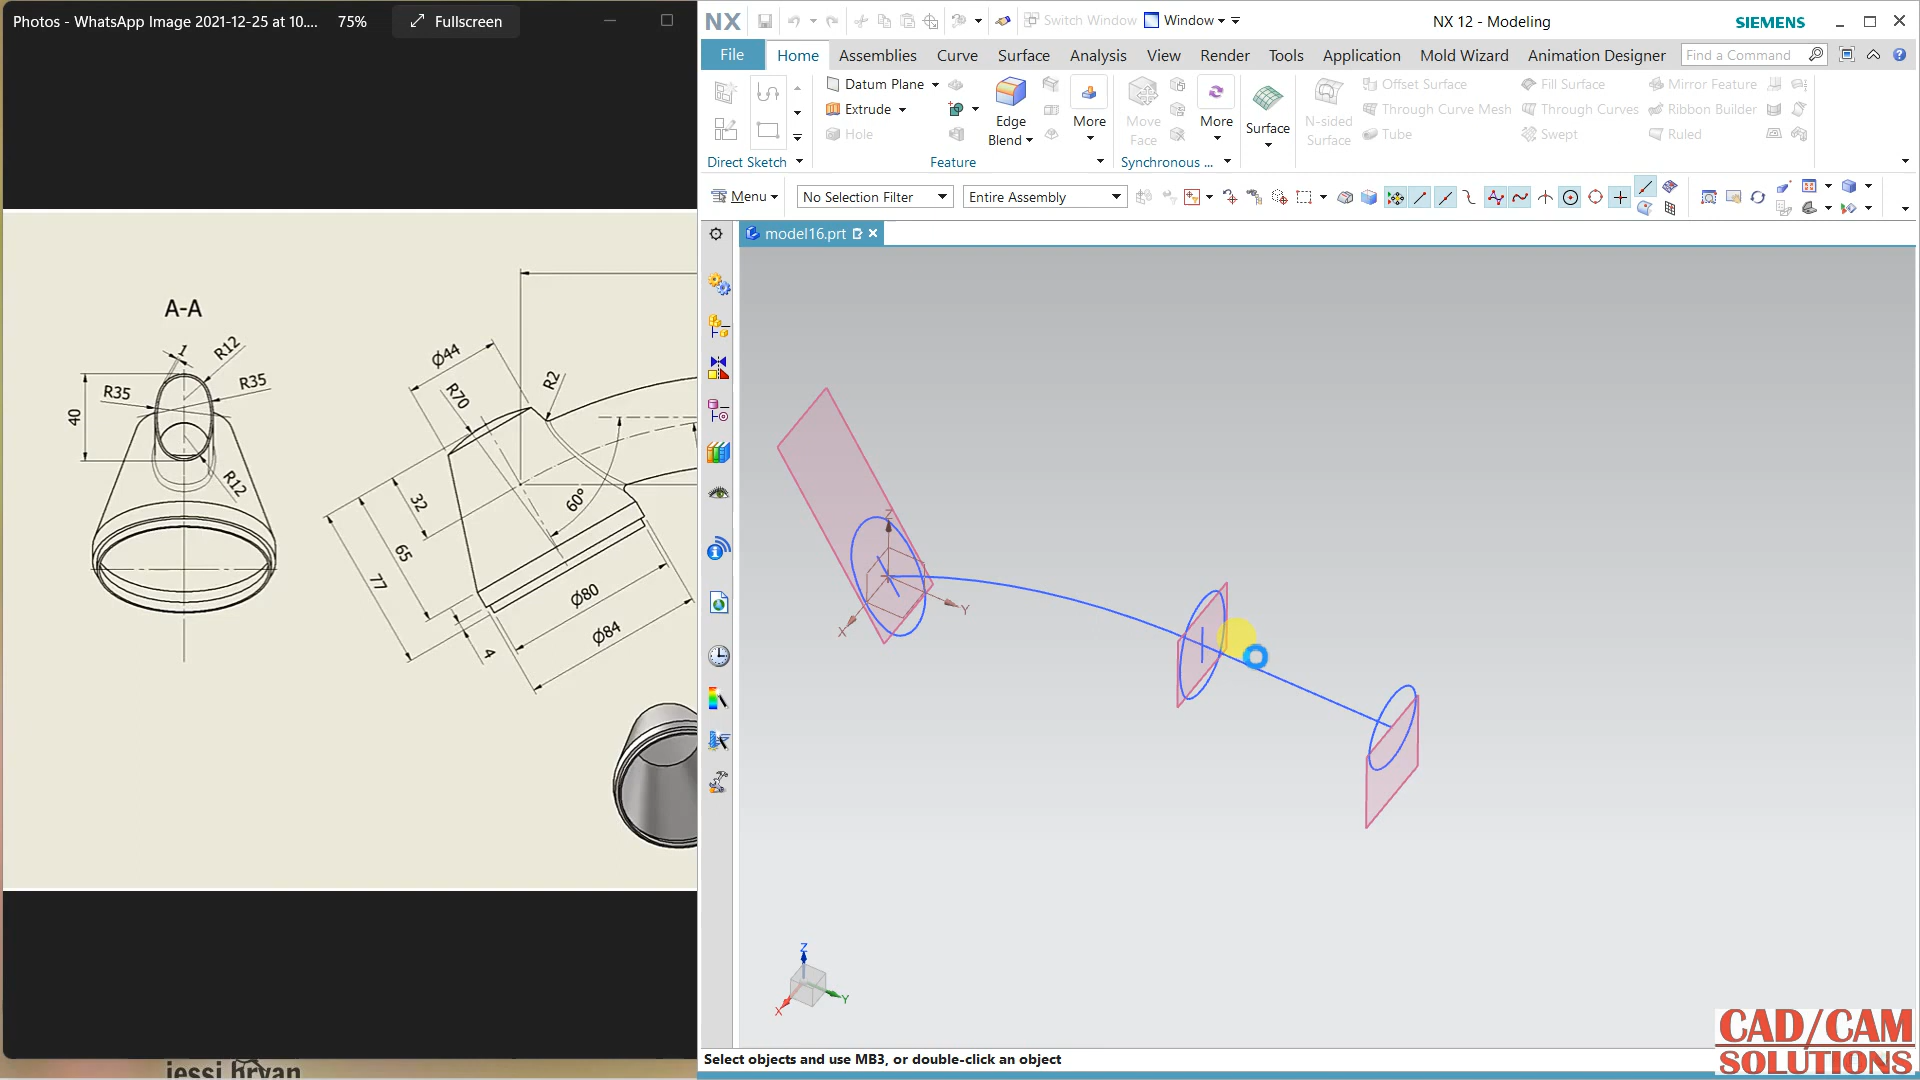 Photos - WhatsApp Image 2021-12-25 at 10....
75%
Fullscreen
A-A
1
R12
R35
R35
40
R12
Ø44
R70
R2
32
60°
65
77
Ø80
Ø84
4
jessi bryan
NX
Switch Window
Window
NX 12 - Modeling
SIEMENS
File
Home
Assemblies
Curve
Surface
Analysis
View
Render
Tools
Application
Mold Wizard
Animation Designer
Find a Command
Datum Plane
Extrude
Hole
Edge
Blend
More
Move
Face
More
Surface
N-sided
Surface
Offset Surface
Through Curve Mesh
Tube
Fill Surface
Through Curves
Swept
Mirror Feature
Ribbon Builder
Ruled
Direct Sketch
Feature
Synchronous ...
Menu
No Selection Filter
Entire Assembly
model16.prt
Z
X
Y
Z
X
Y
Select objects and use MB3, or double-click an object
CAD/CAM
SOLUTIONS